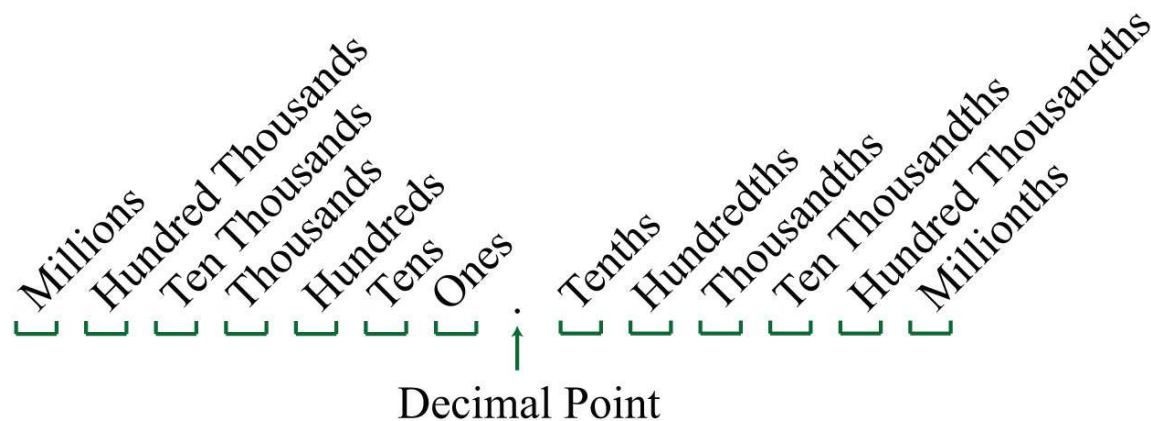 Millions
Hundred Thousands
Ten Thousands
Thousands
Hundreds
Tens
Ones
.
Tenths
Hundredths
Thousandths
Ten Thousandths
Hundred Thousandths
Millionths
Decimal Point